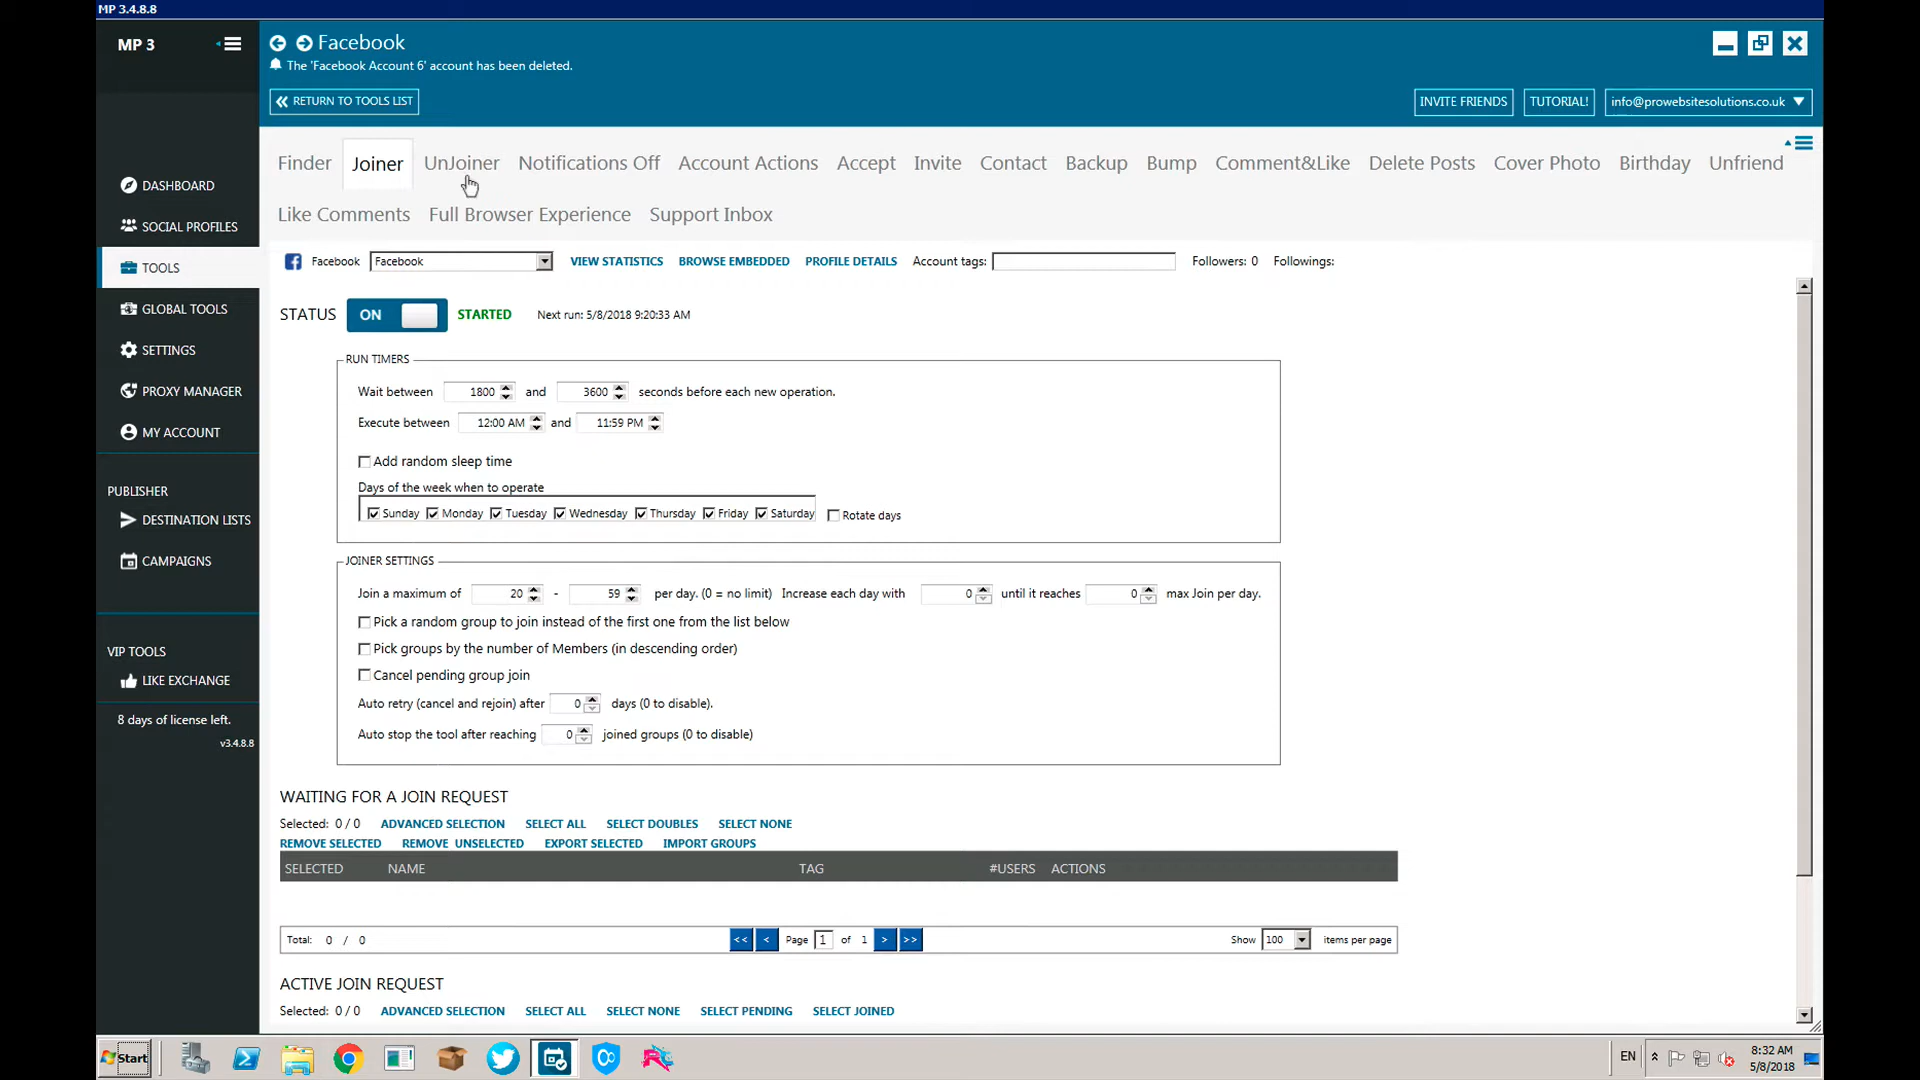 MP 3.4.8.8
MP 3
Facebook
The 'Facebook Account 6' account has been deleted.
RETURN TO TOOLS LIST
INVITE FRIENDS TUTORIAL! info@prowebsitesolutions.co.uk
DASHBOARD
SOCIAL PROFILES
TOOLS
GLOBAL TOOLS
SETTINGS
PROXY MANAGER
MY ACCOUNT
PUBLISHER
DESTINATION LISTS
CAMPAIGNS
VIP TOOLS
LIKE EXCHANGE
8 days of license left.
v3.4.8.8
Finder Joiner UnJoiner Notifications Off Account Actions Accept Invite Contact Backup Bump Comment&Like Delete Posts Cover Photo Birthday Unfriend
Like Comments Full Browser Experience Support Inbox
Facebook Facebook VIEW STATISTICS BROWSE EMBEDDED PROFILE DETAILS Account tags: Followers: 0 Followings:
STATUS ON STARTED Next run: 5/8/2018 9:20:33 AM
RUN TIMERS
Wait between 1800 and 3600 seconds before each new operation.
Execute between 12:00 AM and 11:59 PM
Add random sleep time
Days of the week when to operate
Sunday Monday Tuesday Wednesday Thursday Friday Saturday Rotate days
JOINER SETTINGS
Join a maximum of 20 - 59 per day. (0 = no limit) Increase each day with 0 until it reaches 0 max Join per day.
Pick a random group to join instead of the first one from the list below
Pick groups by the number of Members (in descending order)
Cancel pending group join
Auto retry (cancel and rejoin) after 0 days (0 to disable).
Auto stop the tool after reaching 0 joined groups (0 to disable)
WAITING FOR A JOIN REQUEST
Selected: 0 / 0 ADVANCED SELECTION SELECT ALL SELECT DOUBLES SELECT NONE
REMOVE SELECTED REMOVE UNSELECTED EXPORT SELECTED IMPORT GROUPS
SELECTED NAME TAG #USERS ACTIONS
Total: 0 / 0 << < Page 1 of 1 > >> Show 100 items per page
ACTIVE JOIN REQUEST
Selected: 0 / 0 ADVANCED SELECTION SELECT ALL SELECT NONE SELECT PENDING SELECT JOINED
Start
EN
8:32 AM
5/8/2018